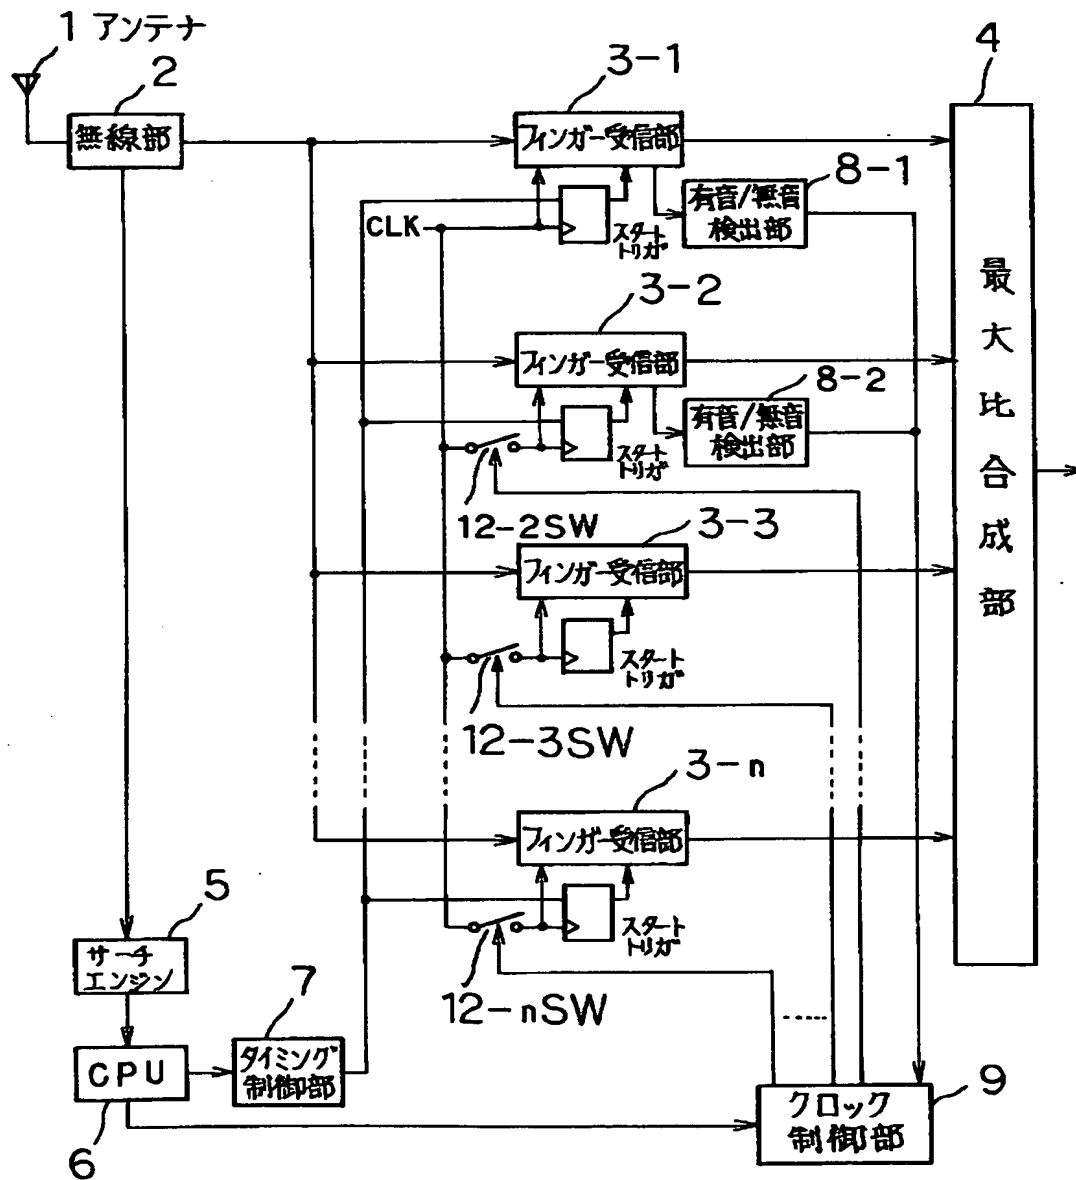 1 アンテナ
2
無線部
3-1
フィンガー受信部
4
8-1
有音/無音
検出部
CLK
スタート
トリガ
3-2
フィンガー受信部
8-2
有音/無音
検出部
スタート
トリガ
12-2SW
最大比合成部
3-3
フィンガー受信部
スタート
トリガ
12-3SW
3-n
フィンガー受信部
スタート
トリガ
12-nSW
5
サーチ
エンジン
7
タイミング
制御部
CPU
6
9
クロック
制御部